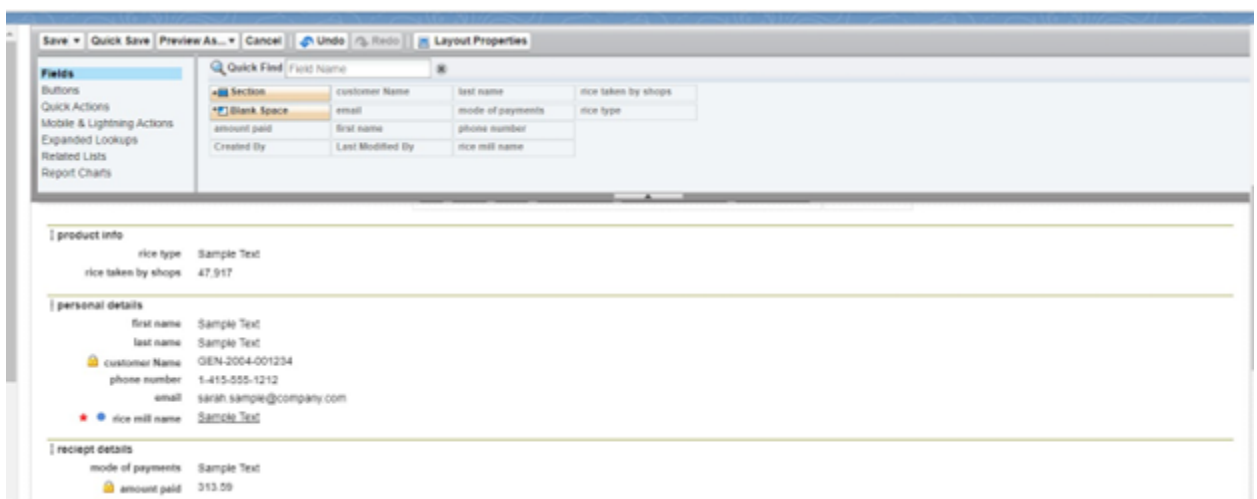 Save Quick Save Preview As... Cancel Undo Redo Layout Properties
Fields
Buttons
Quick Actions
Mobile & Lightning Actions
Expanded Lookups
Related Lists
Report Charts
Quick Find Field Name
Section customer Name last name rice taken by shops
Blank Space email mode of payments rice type
amount paid first name phone number
Created By Last Modified By rice mill name
product info
rice type Sample Text
rice taken by shops 47,917
personal details
first name Sample Text
last name Sample Text
customer Name GEN-2004-001234
phone number 1-415-555-1212
email sarah.sample@company.com
rice mill name Sample Text
reciept details
mode of payments Sample Text
amount paid 313.59